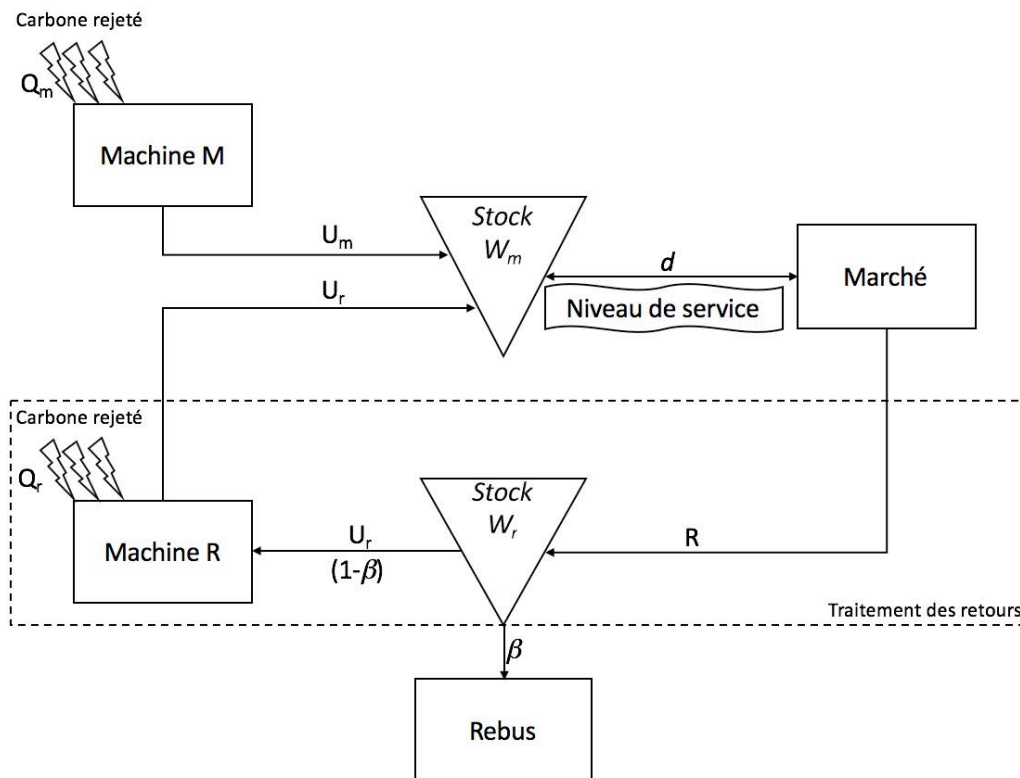 Carbone rejeté
Qm
Machine M
Um
Ur
Stock
Wm
d
Niveau de service
Marché
Carbone rejeté
Qr
Machine R
Ur
(1-β)
Stock
Wr
R
Traitement des retours
β
Rebus